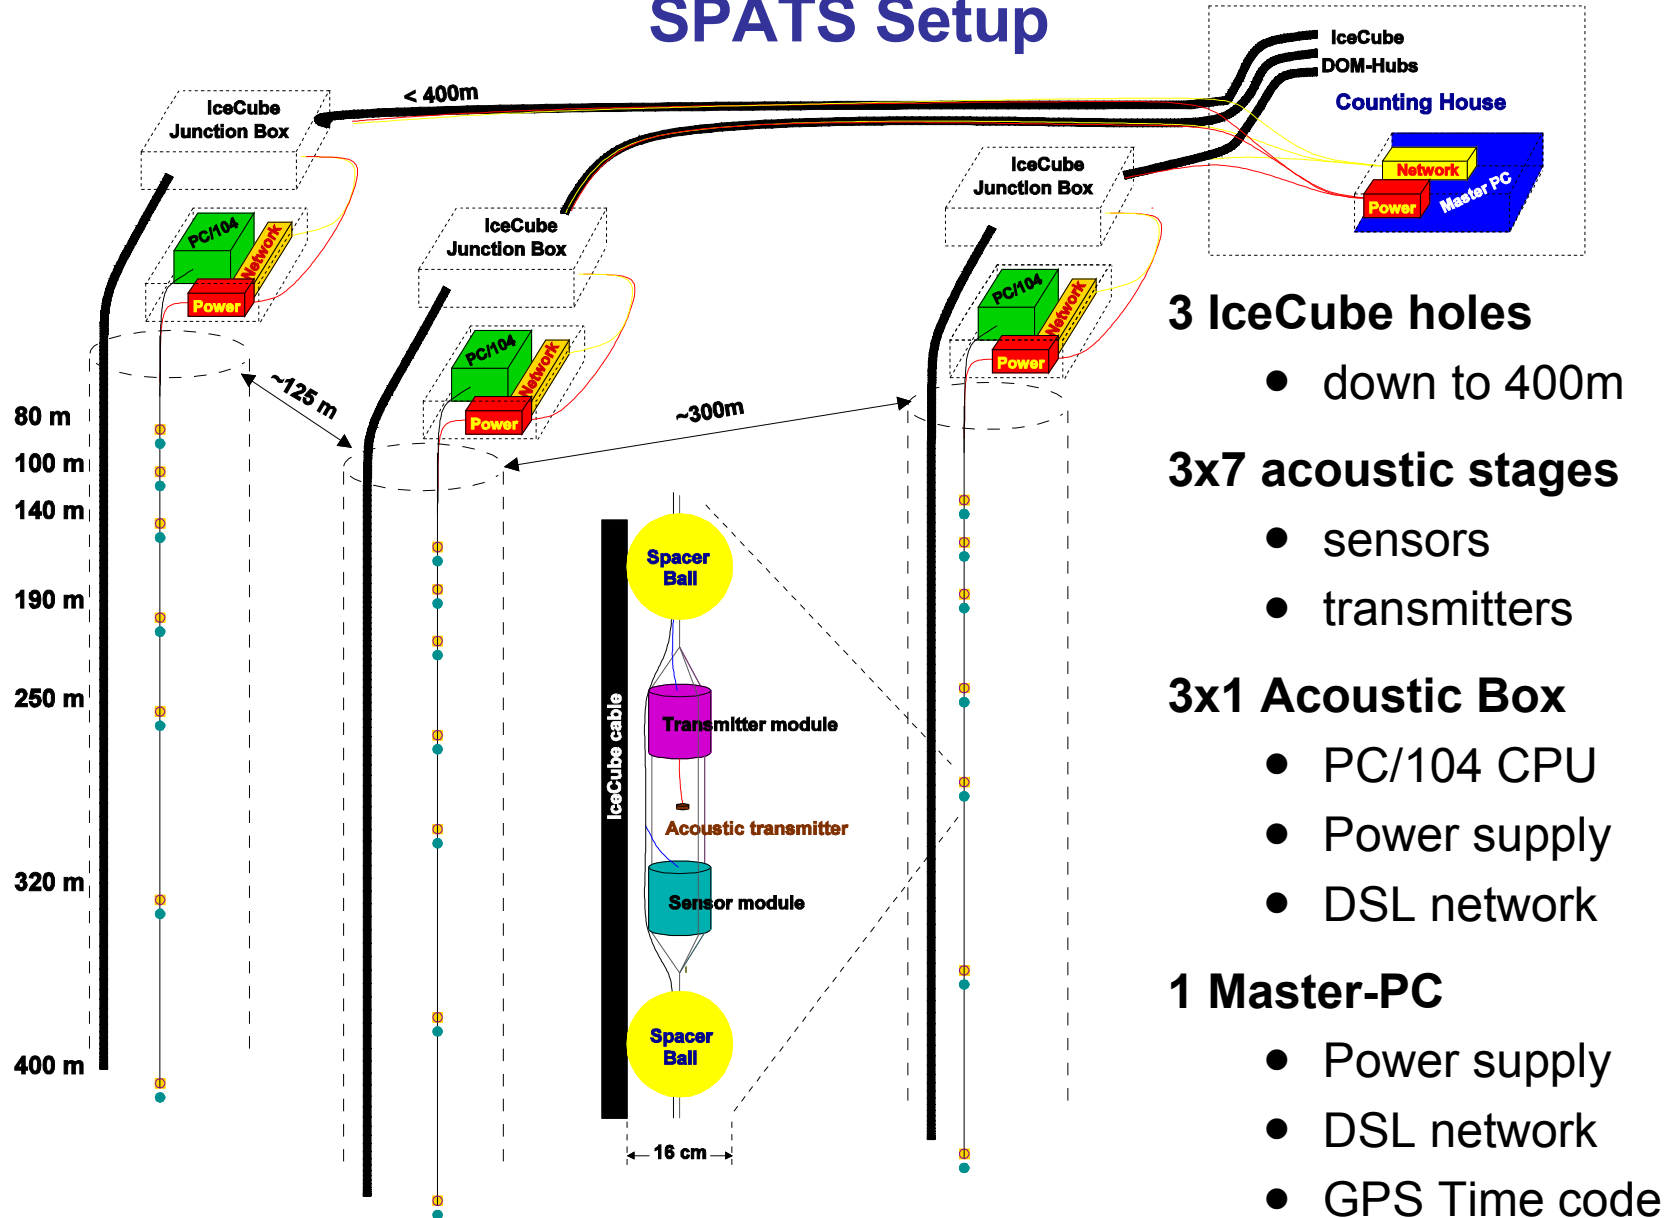 SPATS Setup
IceCube
DOM-Hubs
Counting House
Network
Power
Master PC
< 400m
IceCube
Junction Box
PC/104
Network
Power
IceCube
Junction Box
PC/104
Network
Power
IceCube
Junction Box
PC/104
Network
Power
~125 m
~300m
80 m
100 m
140 m
190 m
250 m
320 m
400 m
IceCube cable
Spacer
Ball
Transmitter module
Acoustic transmitter
Sensor module
Spacer
Ball
16 cm
3 IceCube holes
● down to 400m
3x7 acoustic stages
● sensors
● transmitters
3x1 Acoustic Box
● PC/104 CPU
● Power supply
● DSL network
1 Master-PC
● Power supply
● DSL network
● GPS Time code